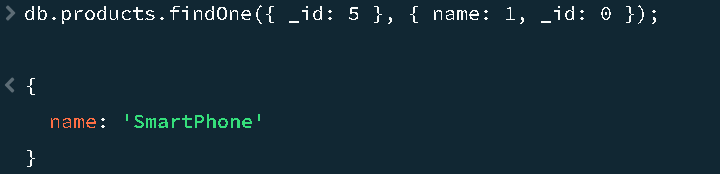 > db.products.findOne({ _id: 5 }, { name: 1, _id: 0 });
< {
name: 'SmartPhone'
}